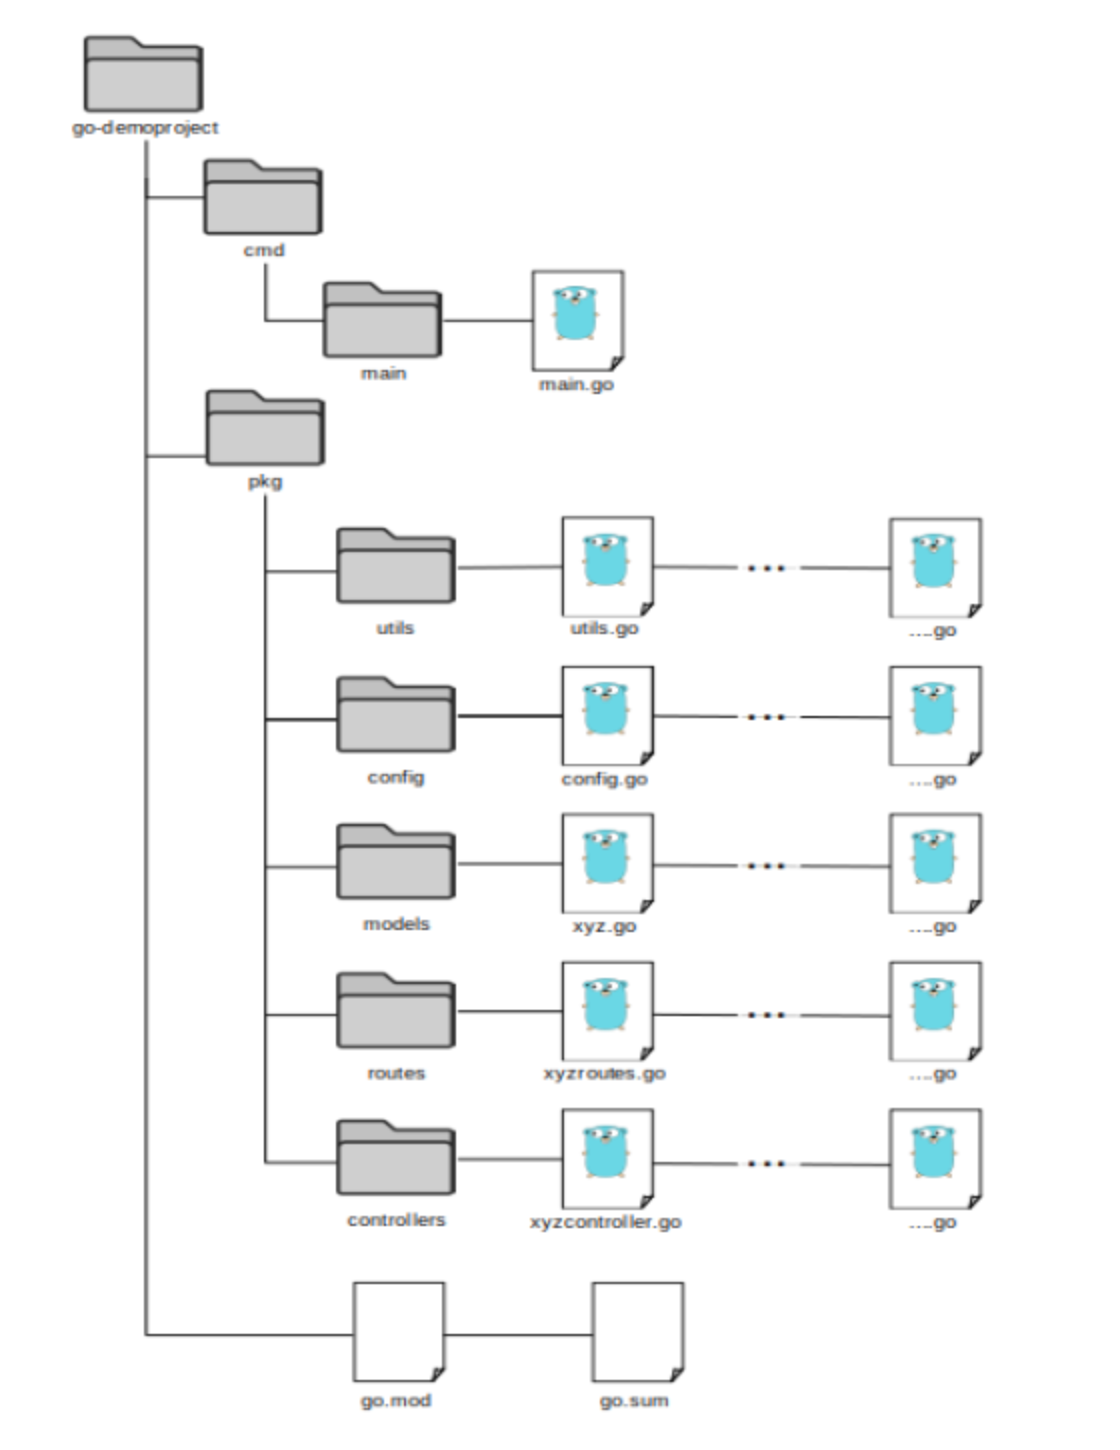 go-demoproject
cmd
main
main.go
pkg
utils
utils.go
....go
config
config.go
....go
models
xyz.go
....go
routes
xyzroutes.go
....go
controllers
xyzcontroller.go
....go
go.mod
go.sum